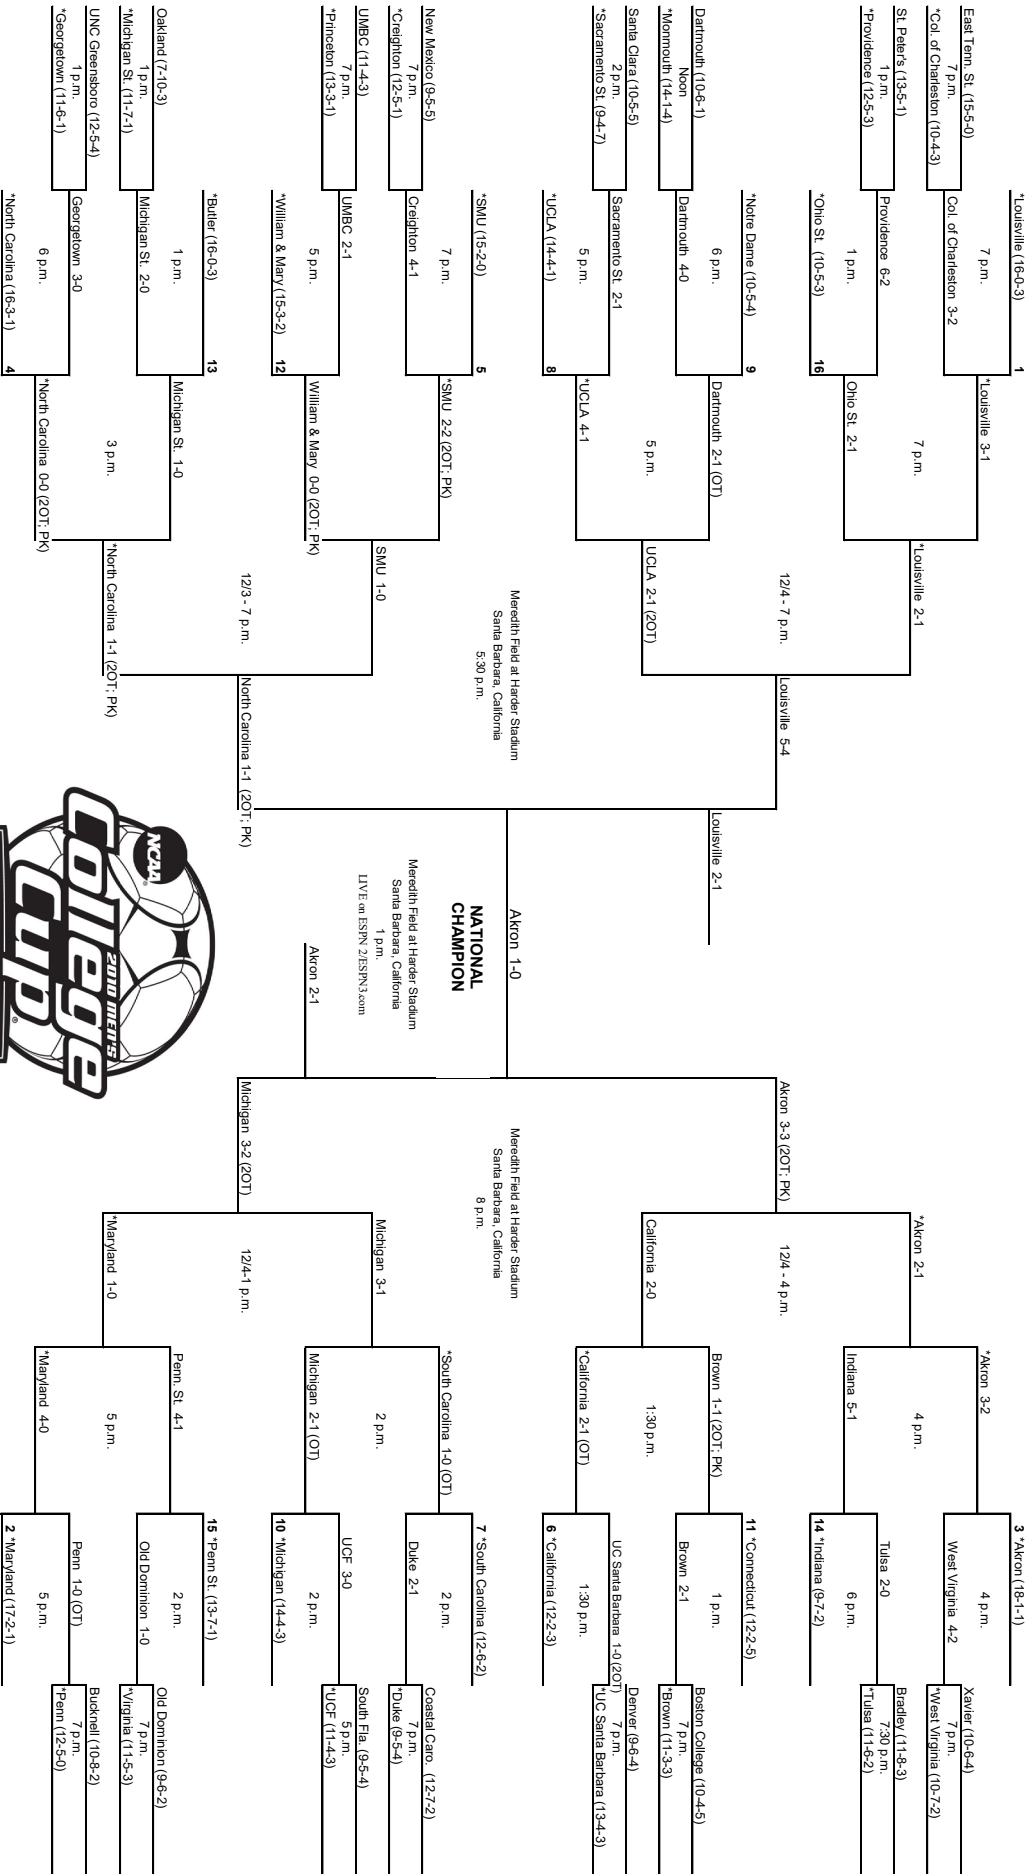 East Tenn. St. (15-5-0)
7 p.m.
*Col. of Charleston (10-4-3)
St. Peter's (13-5-1)
1 p.m.
*Providence (12-5-3)
Dartmouth (10-6-1)
Noon
*Monmouth (14-1-4)
Santa Clara (10-5-5)
2 p.m.
*Sacramento St. (9-4-7)
New Mexico (9-5-5)
7 p.m.
*Creighton (12-5-1)
UMBC (11-4-3)
7 p.m.
*Princeton (13-3-1)
Oakland (7-10-3)
1 p.m.
*Michigan St. (11-7-1)
UNC Greensboro (12-5-4)
1 p.m.
*Georgetown (11-6-1)
*Louisville (16-0-3)
1
7 p.m.
Col. of Charleston 3-2
Providence 6-2
1 p.m.
*Ohio St. (10-5-3)
16
*Notre Dame (10-5-4)
9
6 p.m.
Dartmouth 4-0
Sacramento St. 2-1
5 p.m.
*UCLA (14-4-1)
8
*SMU (15-2-0)
5
7 p.m.
Creighton 4-1
UMBC 2-1
5 p.m.
*William & Mary (15-3-2)
12
*Butler (16-0-3)
13
1 p.m.
Michigan St. 2-0
Georgetown 3-0
6 p.m.
*North Carolina (16-3-1)
4
*Louisville 3-1
7 p.m.
Ohio St. 2-1
Dartmouth 2-1 (OT)
5 p.m.
*UCLA 4-1
*SMU 2-2 (2OT; PK)
William & Mary 0-0 (2OT; PK)
Michigan St. 1-0
3 p.m.
*North Carolina 0-0 (2OT; PK)
*Louisville 2-1
12/4 - 7 p.m.
UCLA 2-1 (2OT)
SMU 1-0
12/3 - 7 p.m.
*North Carolina 1-1 (2OT; PK)
Meredith Field at Harder Stadium
Santa Barbara, California
5:30 p.m.
Louisville 5-4
North Carolina 1-1 (2OT; PK)
Louisville 2-1
Akron 1-0
NATIONAL
CHAMPION
Meredith Field at Harder Stadium
Santa Barbara, California
1 p.m.
LIVE on ESPN 2/ESPN3.com
Akron 2-1
NCAA®
2010 MEN'S
College
Cup®
Akron 3-3 (2OT; PK)
Meredith Field at Harder Stadium
Santa Barbara, California
8 p.m.
Michigan 3-2 (2OT)
*Akron 2-1
12/4 - 4 p.m.
California 2-0
Michigan 3-1
12/4-1 p.m.
*Maryland 1-0
*Akron 3-2
4 p.m.
Indiana 5-1
Brown 1-1 (2OT; PK)
1:30 p.m.
*California 2-1 (OT)
*South Carolina 1-0 (OT)
2 p.m.
Michigan 2-1 (OT)
Penn. St. 4-1
5 p.m.
*Maryland 4-0
3 *Akron (18-1-1)
4 p.m.
West Virginia 4-2
Tulsa 2-0
6 p.m.
14 *Indiana (9-7-2)
11 *Connecticut (12-2-5)
1 p.m.
Brown 2-1
UC Santa Barbara 1-0 (2OT)
1:30 p.m.
6 *California (12-2-3)
7 *South Carolina (12-6-2)
2 p.m.
Duke 2-1
UCF 3-0
2 p.m.
10 *Michigan (14-4-3)
15 *Penn St. (13-7-1)
2 p.m.
Old Dominion 1-0
Penn 1-0 (OT)
5 p.m.
2 *Maryland (17-2-1)
Xavier (10-6-4)
7 p.m.
*West Virginia (10-7-2)
Bradley (11-8-3)
7:30 p.m.
*Tulsa (11-6-2)
Boston College (10-4-5)
7 p.m.
*Brown (11-3-3)
Denver (9-6-4)
7 p.m.
*UC Santa Barbara (13-4-3)
Coastal Caro. (12-7-2)
7 p.m.
*Duke (9-5-4)
South Fla. (9-5-4)
5 p.m.
*UCF (11-4-3)
Old Dominion (9-6-2)
7 p.m.
*Virginia (11-5-3)
Bucknell (10-8-2)
7 p.m.
*Penn (12-5-0)